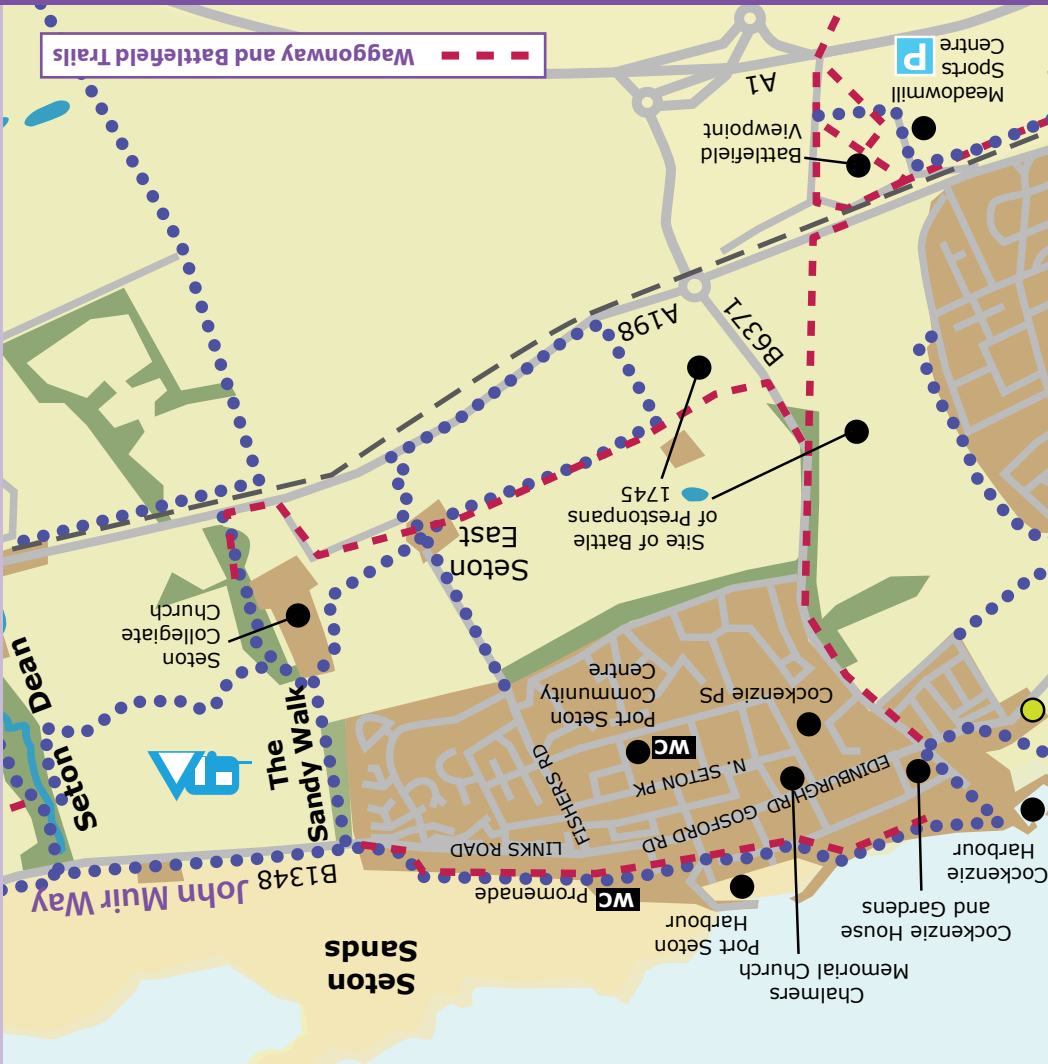 Chalmers
Memorial Church
Seton
Sands
Port Seton
Harbour
Cockenzie House
and Gardens
Cockenzie
Harbour
WC
Promenade
B1348
John Muir Way
LINKS ROAD
GOSFORD RD
EDINBURGH RD
FISHERS RD
N. SETON PK
The
Sandy Walk
Seton Dean
WC
Port Seton
Community
Centre
Cockenzie PS
Seton
Collegiate
Church
Seton
East
Site of Battle
of Prestonpans
1745
B6371
A198
Battlefield
Viewpoint
Meadowmill
Sports
Centre
P
A1
Waggonway and Battlefield Trails